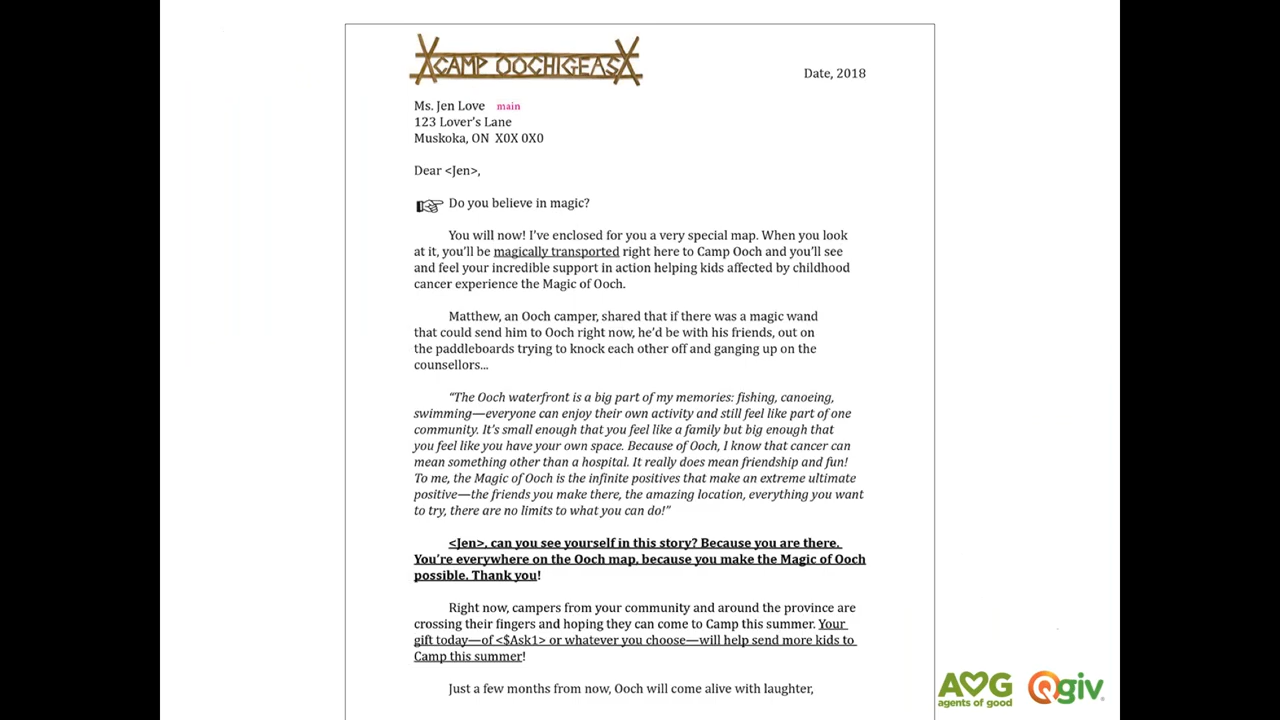 CAMP OOCHIGEAS
Date, 2018
Ms. Jen Love main
123 Lover's Lane
Muskoka, ON X0X 0X0
Dear <Jen>,
Do you believe in magic?
You will now! I've enclosed for you a very special map. When you look
at it, you'll be magically transported right here to Camp Ooch and you'll see
and feel your incredible support in action helping kids affected by childhood
cancer experience the Magic of Ooch.
Matthew, an Ooch camper, shared that if there was a magic wand
that could send him to Ooch right now, he'd be with his friends, out on
the paddleboards trying to knock each other off and ganging up on the
counsellors...
“The Ooch waterfront is a big part of my memories: fishing, canoeing,
swimming—everyone can enjoy their own activity and still feel like part of one
community. It's small enough that you feel like a family but big enough that
you feel like you have your own space. Because of Ooch, I know that cancer can
mean something other than a hospital. It really does mean friendship and fun!
To me, the Magic of Ooch is the infinite positives that make an extreme ultimate
positive—the friends you make there, the amazing location, everything you want
to try, there are no limits to what you can do!”
<Jen>, can you see yourself in this story? Because you are there.
You're everywhere on the Ooch map, because you make the Magic of Ooch
possible. Thank you!
Right now, campers from your community and around the province are
crossing their fingers and hoping they can come to Camp this summer. Your
gift today—of <$Ask1> or whatever you choose—will help send more kids to
Camp this summer!
Just a few months from now, Ooch will come alive with laughter,
AOG
agents of good
Qgiv